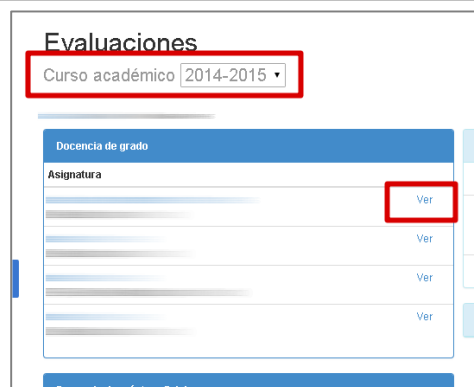 Evaluaciones
Curso académico 2014-2015
Docencia de grado
Asignatura
Ver
Ver
Ver
Ver